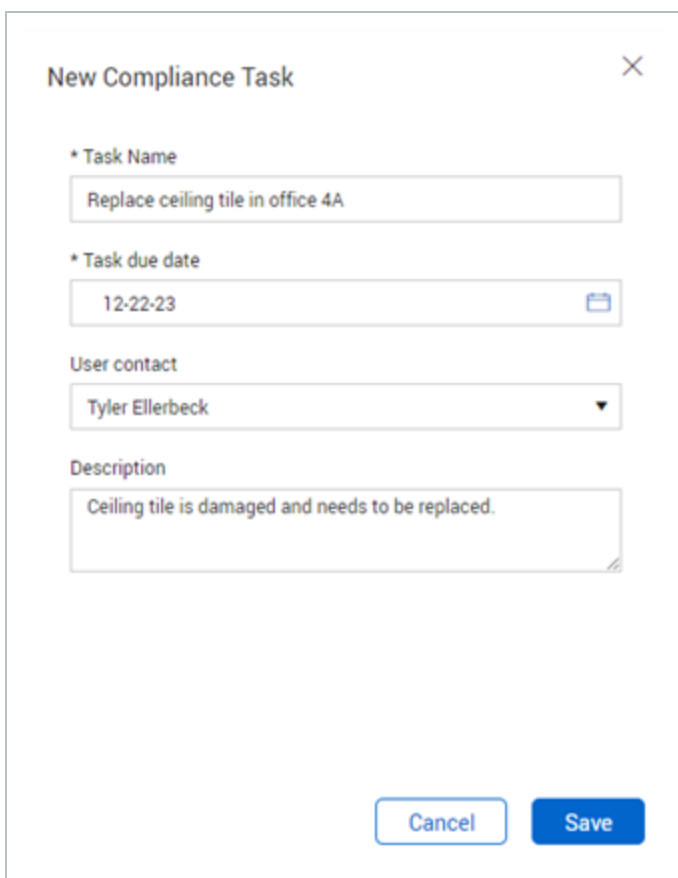 New Compliance Task
* Task Name
Replace ceiling tile in office 4A
* Task due date
12-22-23
User contact
Tyler Ellerbeck
Description
Ceiling tile is damaged and needs to be replaced.
Cancel
Save